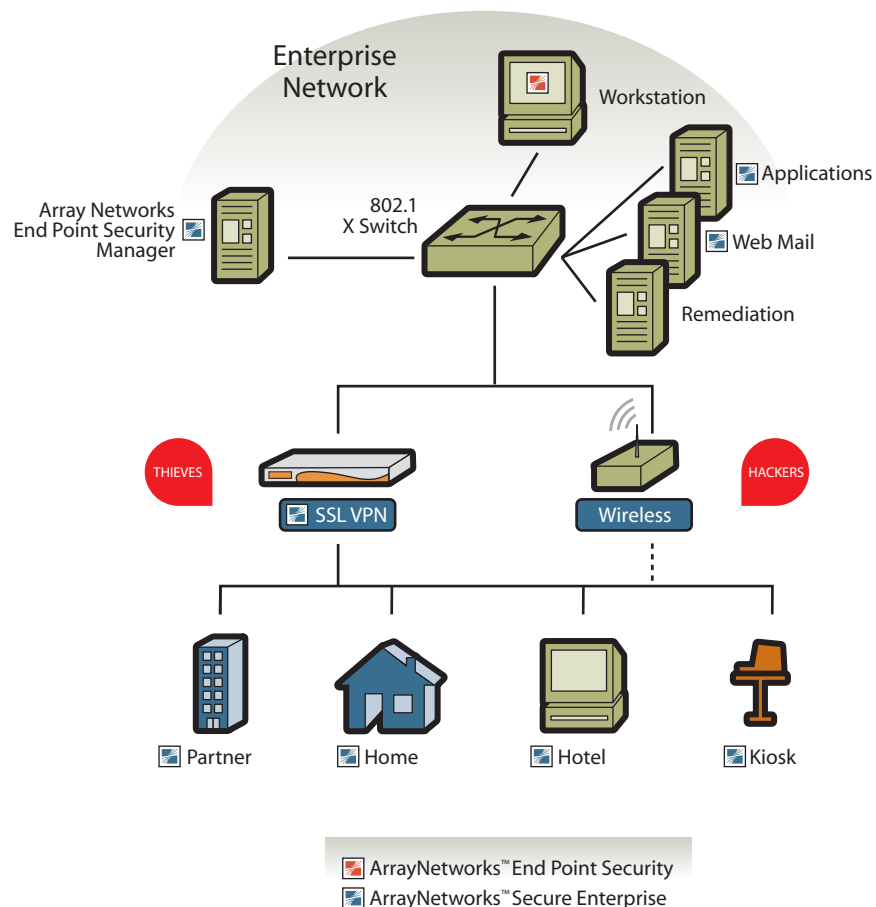 Enterprise
Network
Workstation
Applications
Array Networks
End Point Security
Manager
802.1
X Switch
Web Mail
Remediation
THIEVES
HACKERS
SSL VPN
Wireless
Partner
Home
Hotel
Kiosk
ArrayNetworks™ End Point Security
ArrayNetworks™ Secure Enterprise